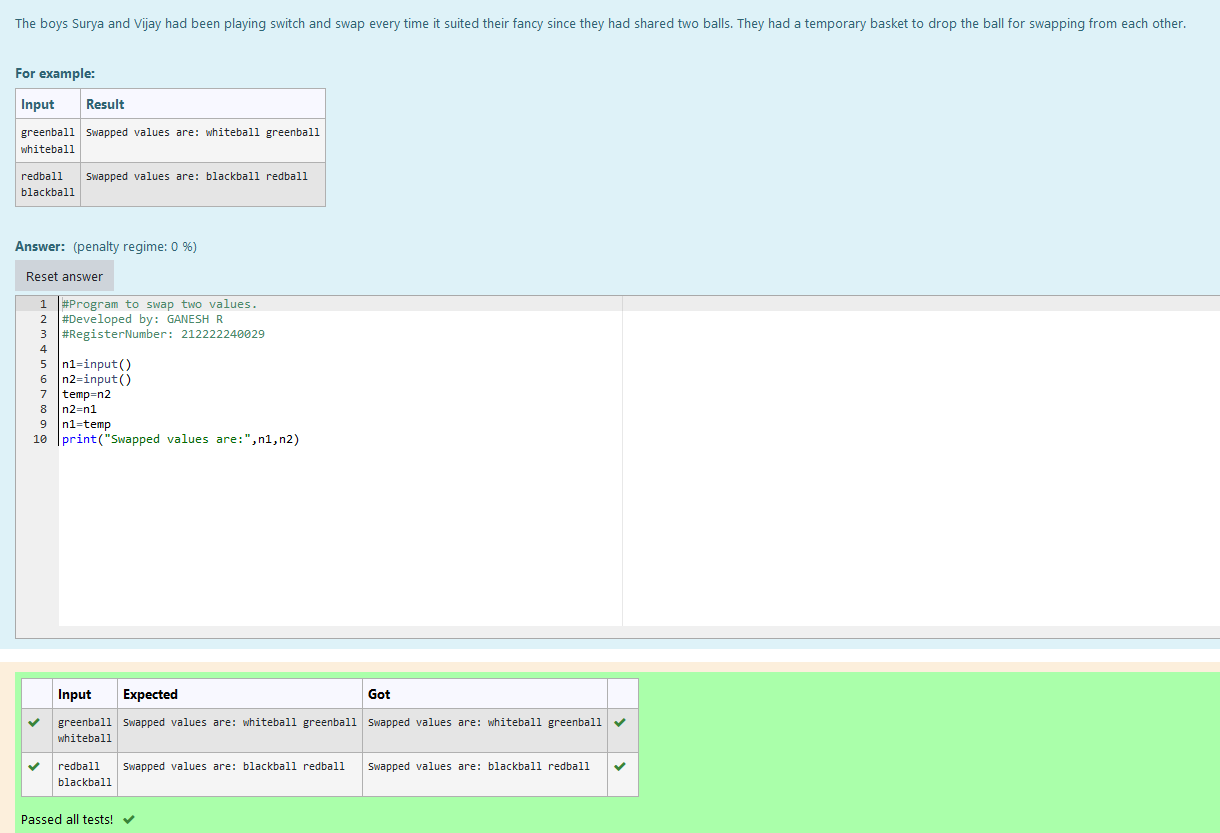 The boys Surya and Vijay had been playing switch and swap every time it suited their fancy since they had shared two balls. They had a temporary basket to drop the ball for swapping from each other.
For example:
Input Result
greenball Swapped values are: whiteball greenball
whiteball
redball Swapped values are: blackball redball
blackball
Answer: (penalty regime: 0 %)
Reset answer
1 #Program to swap two values.
2 #Developed by: GANESH R
3 #RegisterNumber: 212222240029
4
5 n1=input()
6 n2=input()
7 temp=n2
8 n2=n1
9 n1=temp
10 print("Swapped values are:",n1,n2)
Input Expected Got
greenball Swapped values are: whiteball greenball Swapped values are: whiteball greenball
whiteball
redball Swapped values are: blackball redball Swapped values are: blackball redball
blackball
Passed all tests!